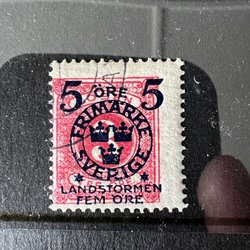 5 ÖRE 5
FRIMÄRKE
SVERIGE
LANDSTORMEN
FEM ÖRE